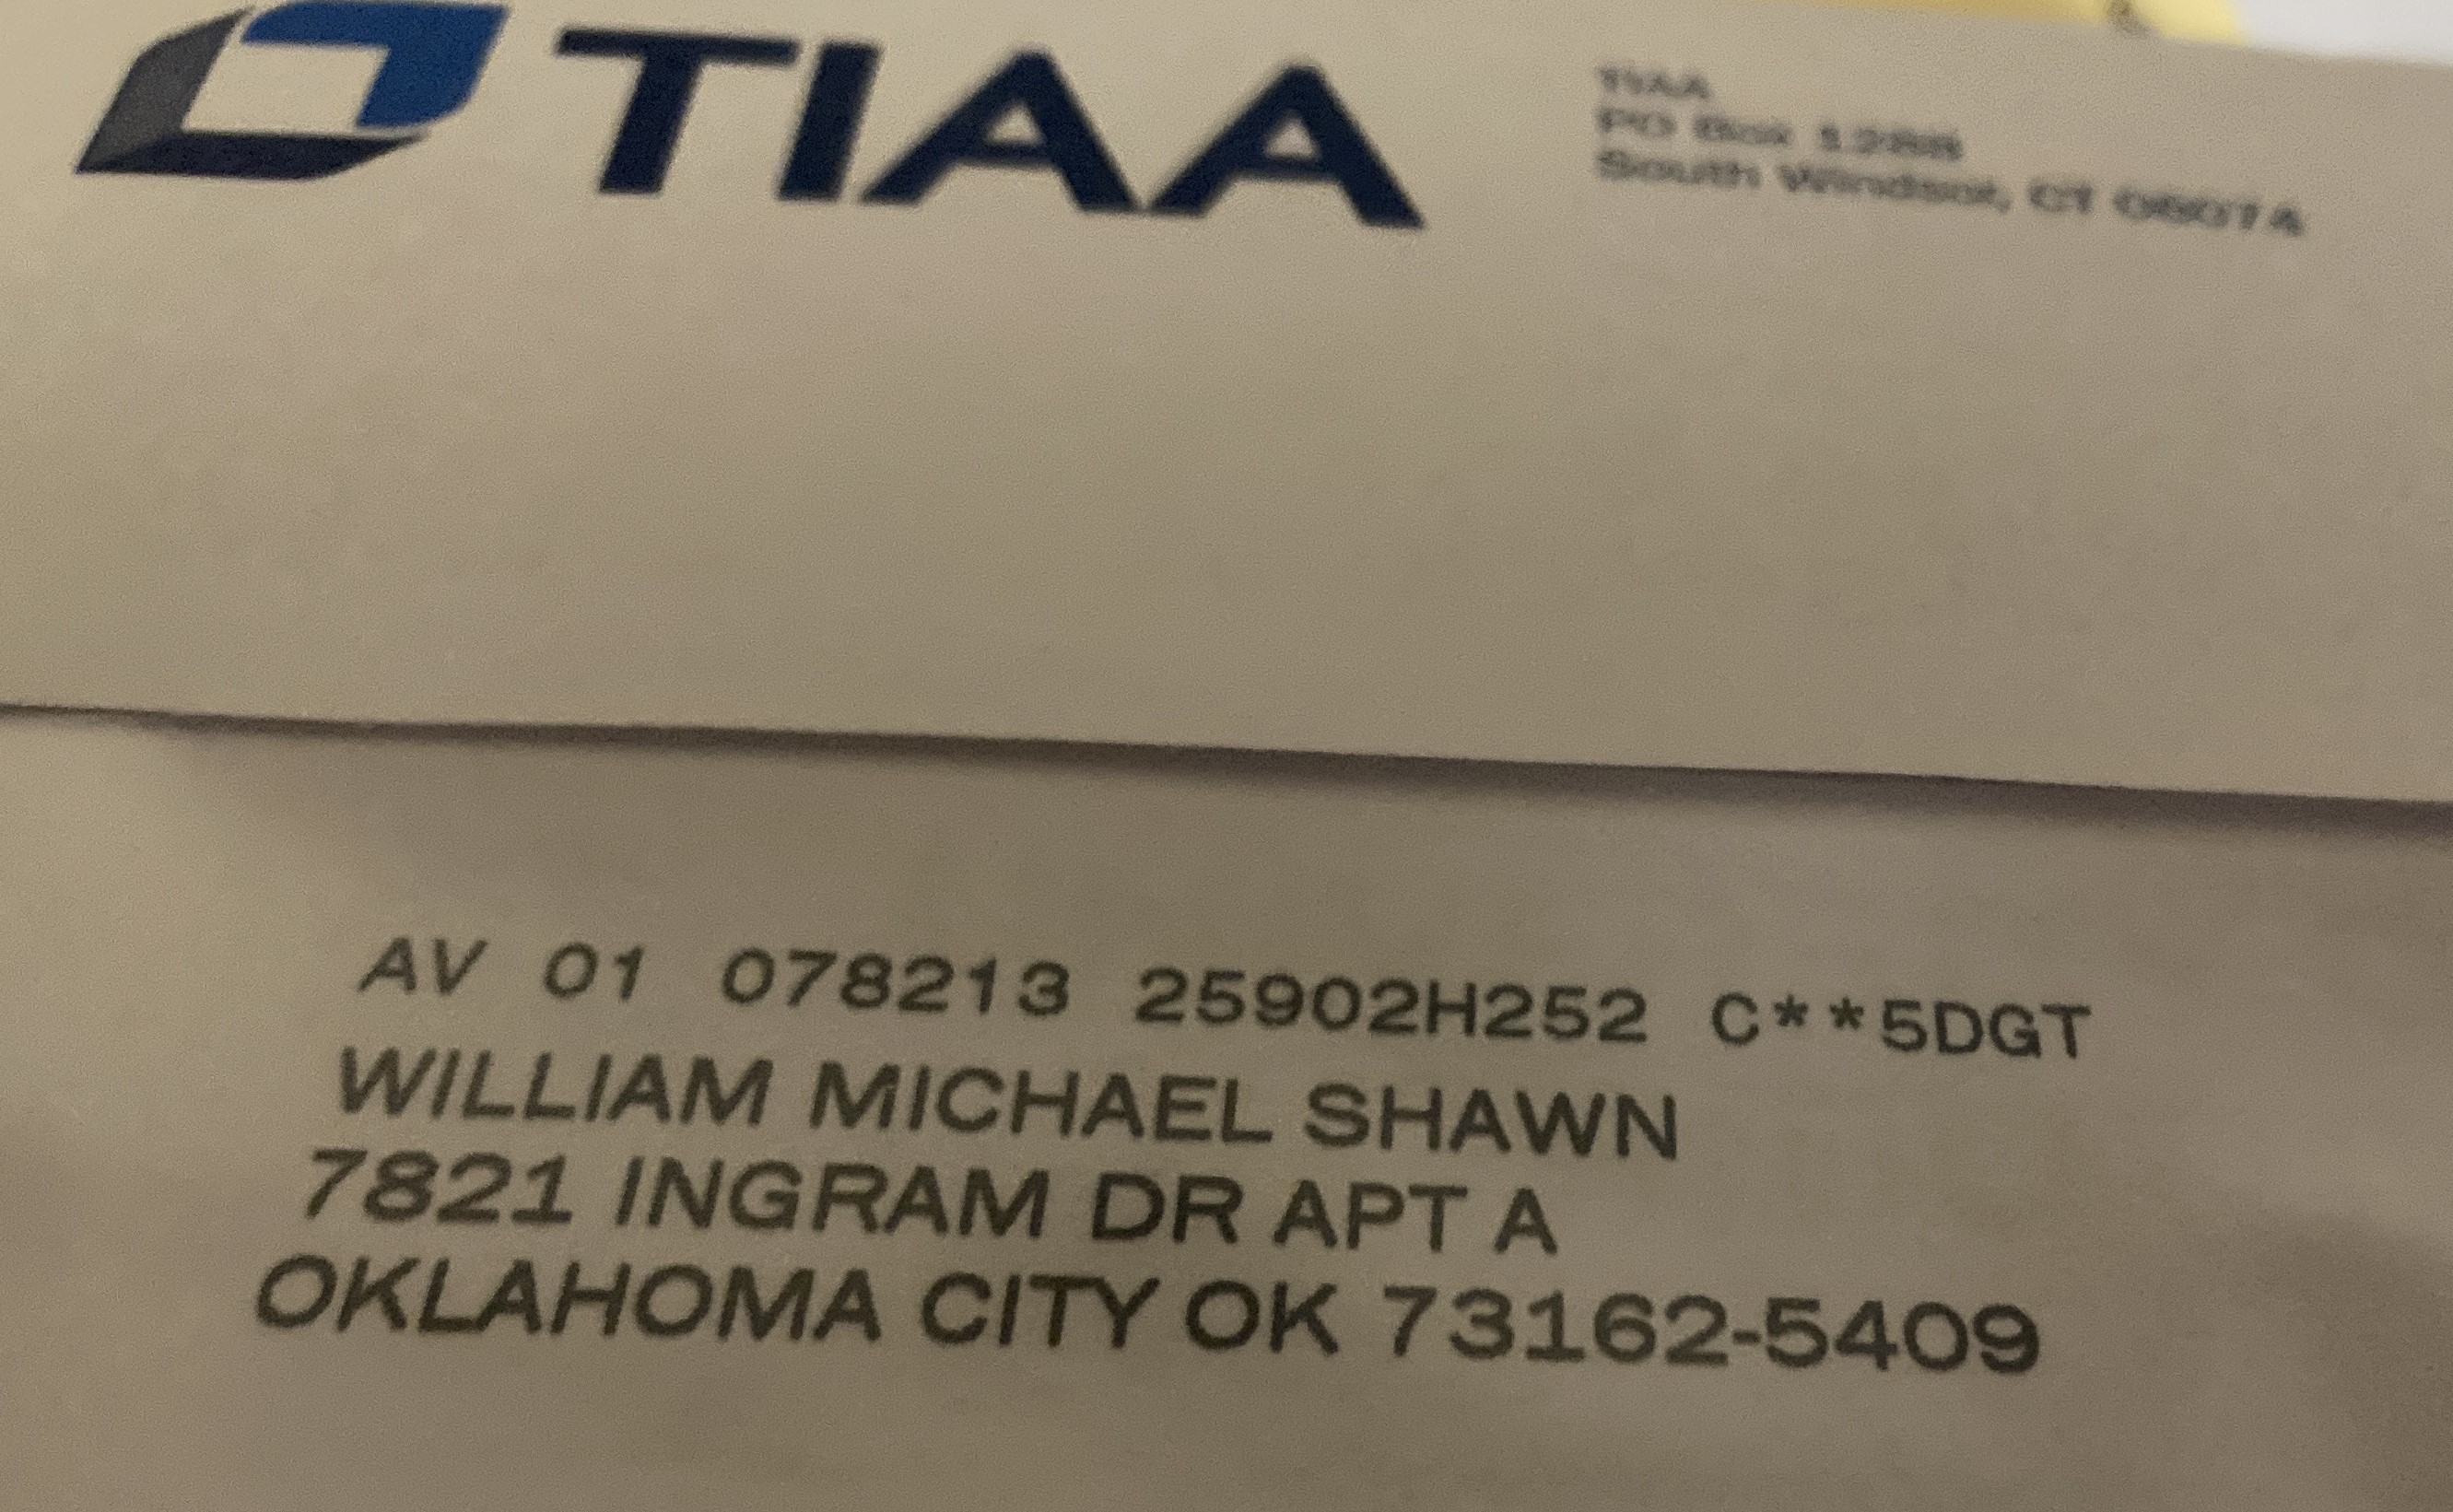 TIAA
TIAA
PO Box 1288
South Windsor, CT 06074
AV 01 078213 25902H252 C**5DGT
WILLIAM MICHAEL SHAWN
7821 INGRAM DR APT A
OKLAHOMA CITY OK 73162-5409